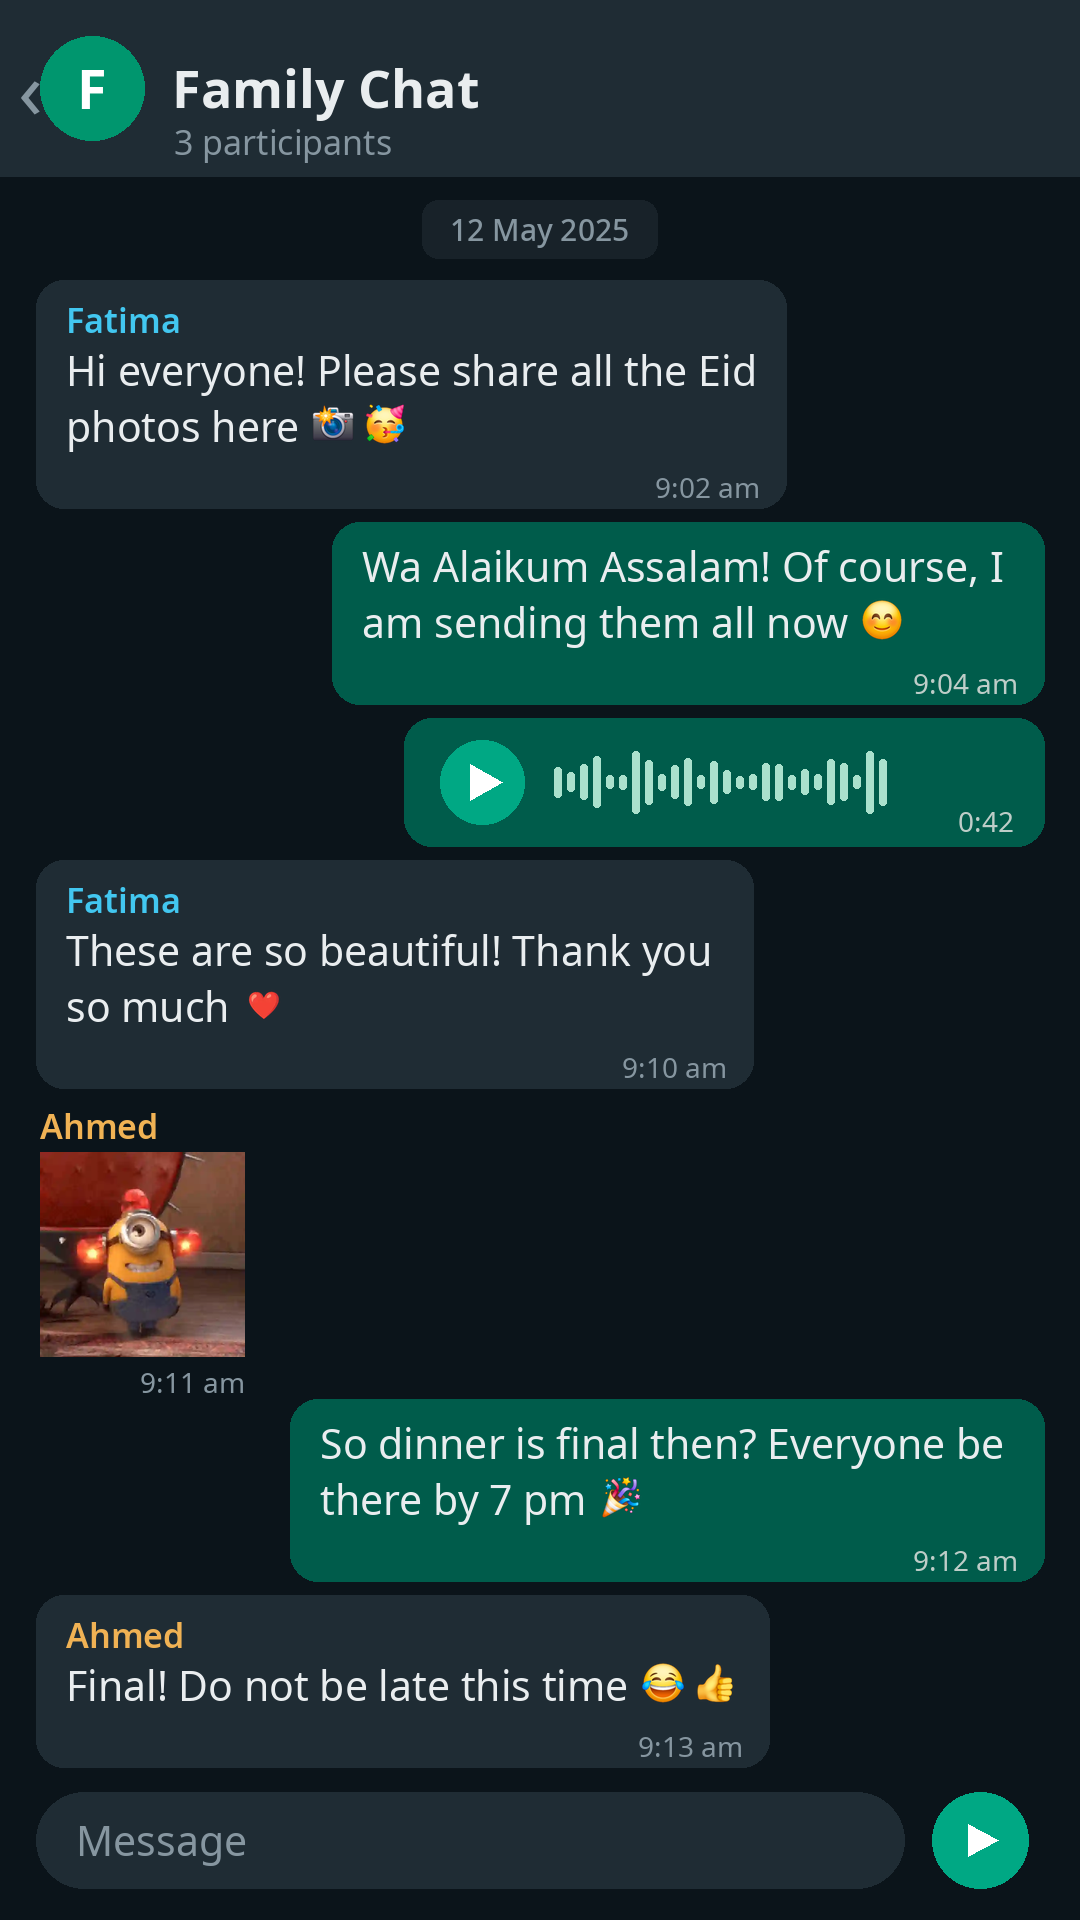 F
Family Chat
3 participants
12 May 2025
Fatima
Hi everyone! Please share all the Eid
photos here 📸 🥳
9:02 am
Wa Alaikum Assalam! Of course, I
am sending them all now 😊
9:04 am
0:42
Fatima
These are so beautiful! Thank you
so much ❤️
9:10 am
Ahmed
9:11 am
So dinner is final then? Everyone be
there by 7 pm 🎉
9:12 am
Ahmed
Final! Do not be late this time 😂 👍
9:13 am
Message